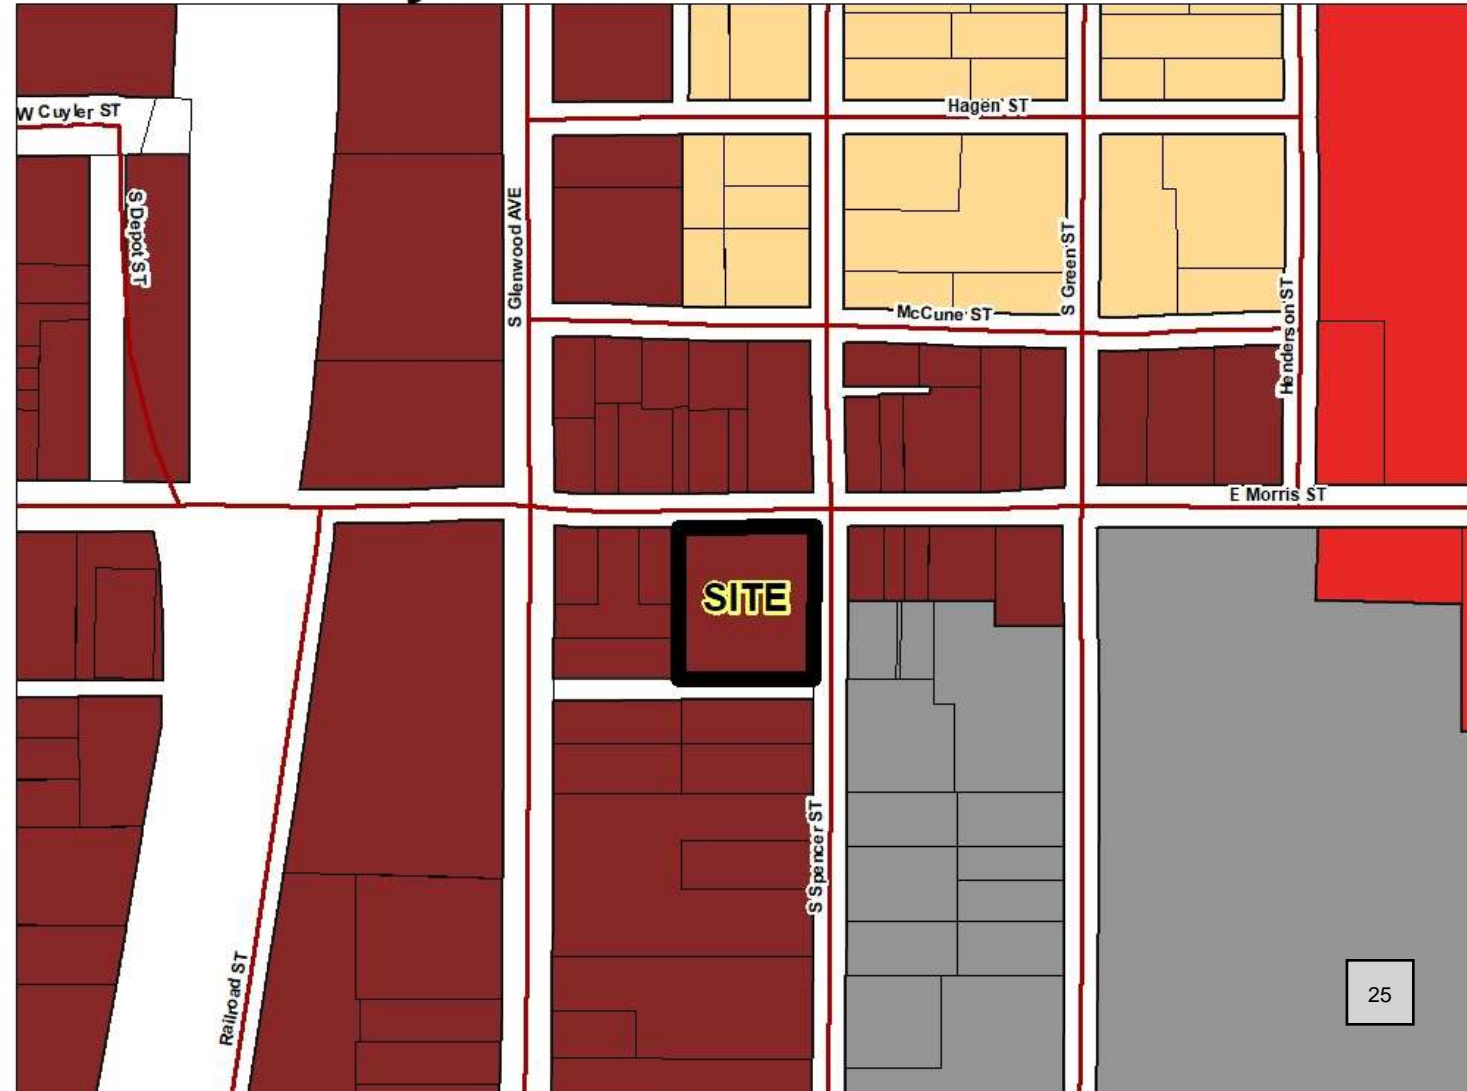 W Cuyler ST
Hagen ST
S Depot ST
S Glenwood AVE
S Green ST
McCune ST
Henderson ST
E Morris ST
SITE
S Spencer ST
Railroad ST
25